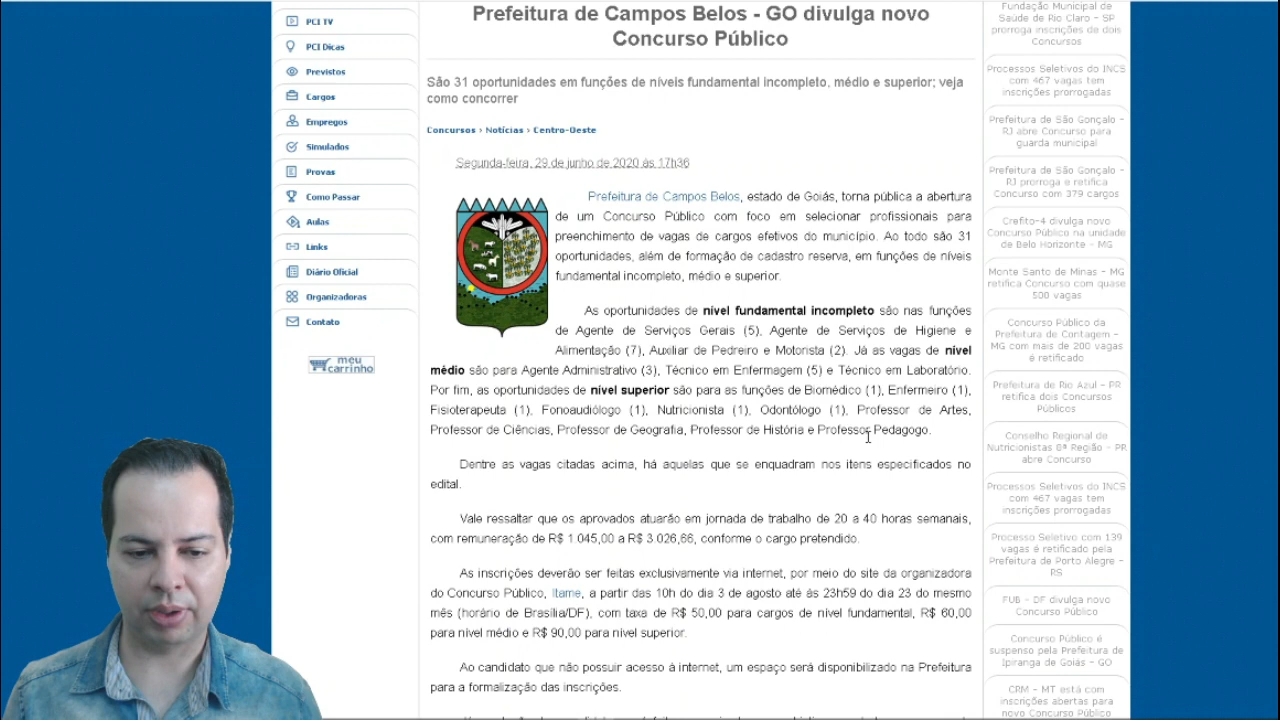 PCI TV
PCI Dicas
Previstos
Cargos
Empregos
Simulados
Provas
Como Passar
Aulas
Links
Diário Oficial
Organizadoras
Contato
meu
carrinho
Prefeitura de Campos Belos - GO divulga novo
Concurso Público
São 31 oportunidades em funções de níveis fundamental incompleto, médio e superior; veja
como concorrer
Concursos › Notícias › Centro-Oeste
Segunda-feira, 29 de junho de 2020 às 17h36
Prefeitura de Campos Belos, estado de Goiás, torna pública a abertura
de um Concurso Público com foco em selecionar profissionais para
preenchimento de vagas de cargos efetivos do município. Ao todo são 31
oportunidades, além de formação de cadastro reserva, em funções de níveis
fundamental incompleto, médio e superior.
As oportunidades de nível fundamental incompleto são nas funções
de Agente de Serviços Gerais (5), Agente de Serviços de Higiene e
Alimentação (7), Auxiliar de Pedreiro e Motorista (2). Já as vagas de nível
médio são para Agente Administrativo (3), Técnico em Enfermagem (5) e Técnico em Laboratório.
Por fim, as oportunidades de nível superior são para as funções de Biomédico (1), Enfermeiro (1),
Fisioterapeuta (1), Fonoaudiólogo (1), Nutricionista (1), Odontólogo (1), Professor de Artes,
Professor de Ciências, Professor de Geografia, Professor de História e Professor Pedagogo.
Dentre as vagas citadas acima, há aquelas que se enquadram nos itens especificados no
edital.
Vale ressaltar que os aprovados atuarão em jornada de trabalho de 20 a 40 horas semanais,
com remuneração de R$ 1.045,00 a R$ 3.026,66, conforme o cargo pretendido.
As inscrições deverão ser feitas exclusivamente via internet, por meio do site da organizadora
do Concurso Público, Itame, a partir das 10h do dia 3 de agosto até às 23h59 do dia 23 do mesmo
mês (horário de Brasília/DF), com taxa de R$ 50,00 para cargos de nível fundamental, R$ 60,00
para nível médio e R$ 90,00 para nível superior.
Ao candidato que não possuir acesso à internet, um espaço será disponibilizado na Prefeitura
para a formalização das inscrições.
Fundação Municipal de
Saúde de Rio Claro - SP
prorroga inscrições de dois
Concursos
Processos Seletivos do INCS
com 467 vagas tem
inscrições prorrogadas
Prefeitura de São Gonçalo -
RJ abre Concurso para
guarda municipal
Prefeitura de São Gonçalo -
RJ prorroga e retifica
Concurso com 379 cargos
Crefito-4 divulga novo
Concurso Público na unidade
de Belo Horizonte - MG
Monte Santo de Minas - MG
retifica Concurso com quase
500 vagas
Concurso Público da
Prefeitura de Contagem -
MG com mais de 200 vagas
é retificado
Prefeitura de Rio Azul - PR
retifica dois Concursos
Públicos
Conselho Regional de
Nutricionistas 8ª Região - PR
abre Concurso
Processos Seletivos do INCS
com 467 vagas tem
inscrições prorrogadas
Processo Seletivo com 139
vagas é retificado pela
Prefeitura de Porto Alegre -
RS
FUB - DF divulga novo
Concurso Público
Concurso Público é
suspenso pela Prefeitura de
Ipiranga de Goiás - GO
CRM - MT está com
inscrições abertas para
novo Concurso Público